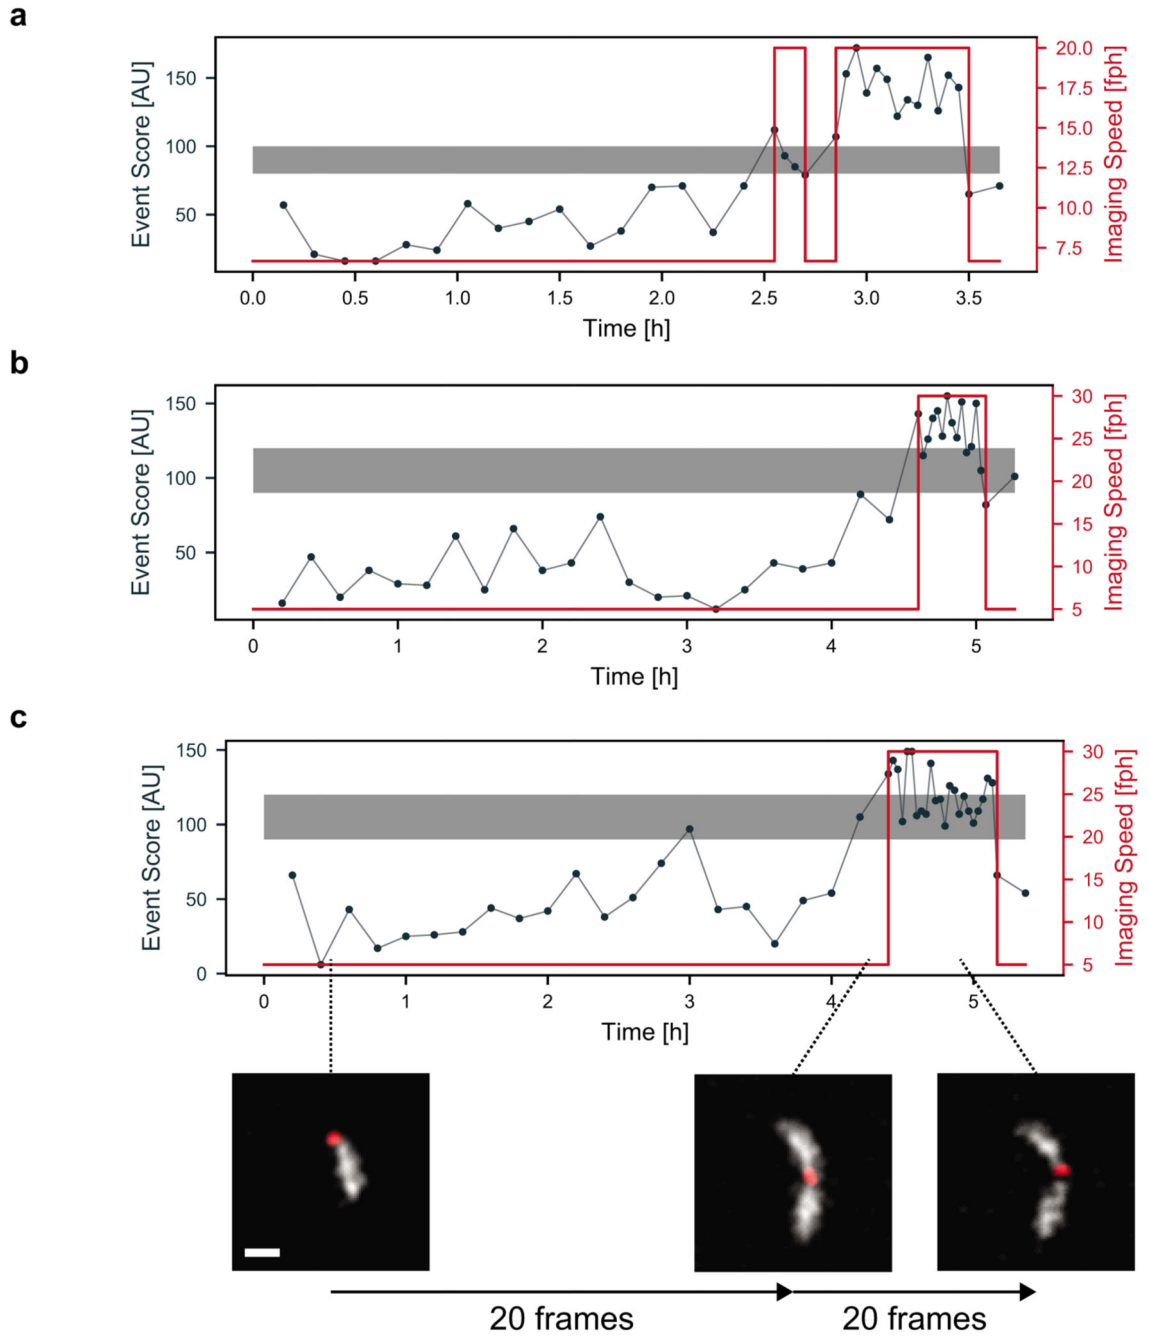 a
Event Score [AU]
150
100
50
20.0
17.5
15.0
12.5
10.0
7.5
Imaging Speed [fph]
0.0 0.5 1.0 1.5 2.0 2.5 3.0 3.5
Time [h]
b
Event Score [AU]
150
100
50
30
25
20
15
10
5
Imaging Speed [fph]
0 1 2 3 4 5
Time [h]
c
Event Score [AU]
150
100
50
0
30
25
20
15
10
5
Imaging Speed [fph]
0 1 2 3 4 5
Time [h]
20 frames 20 frames